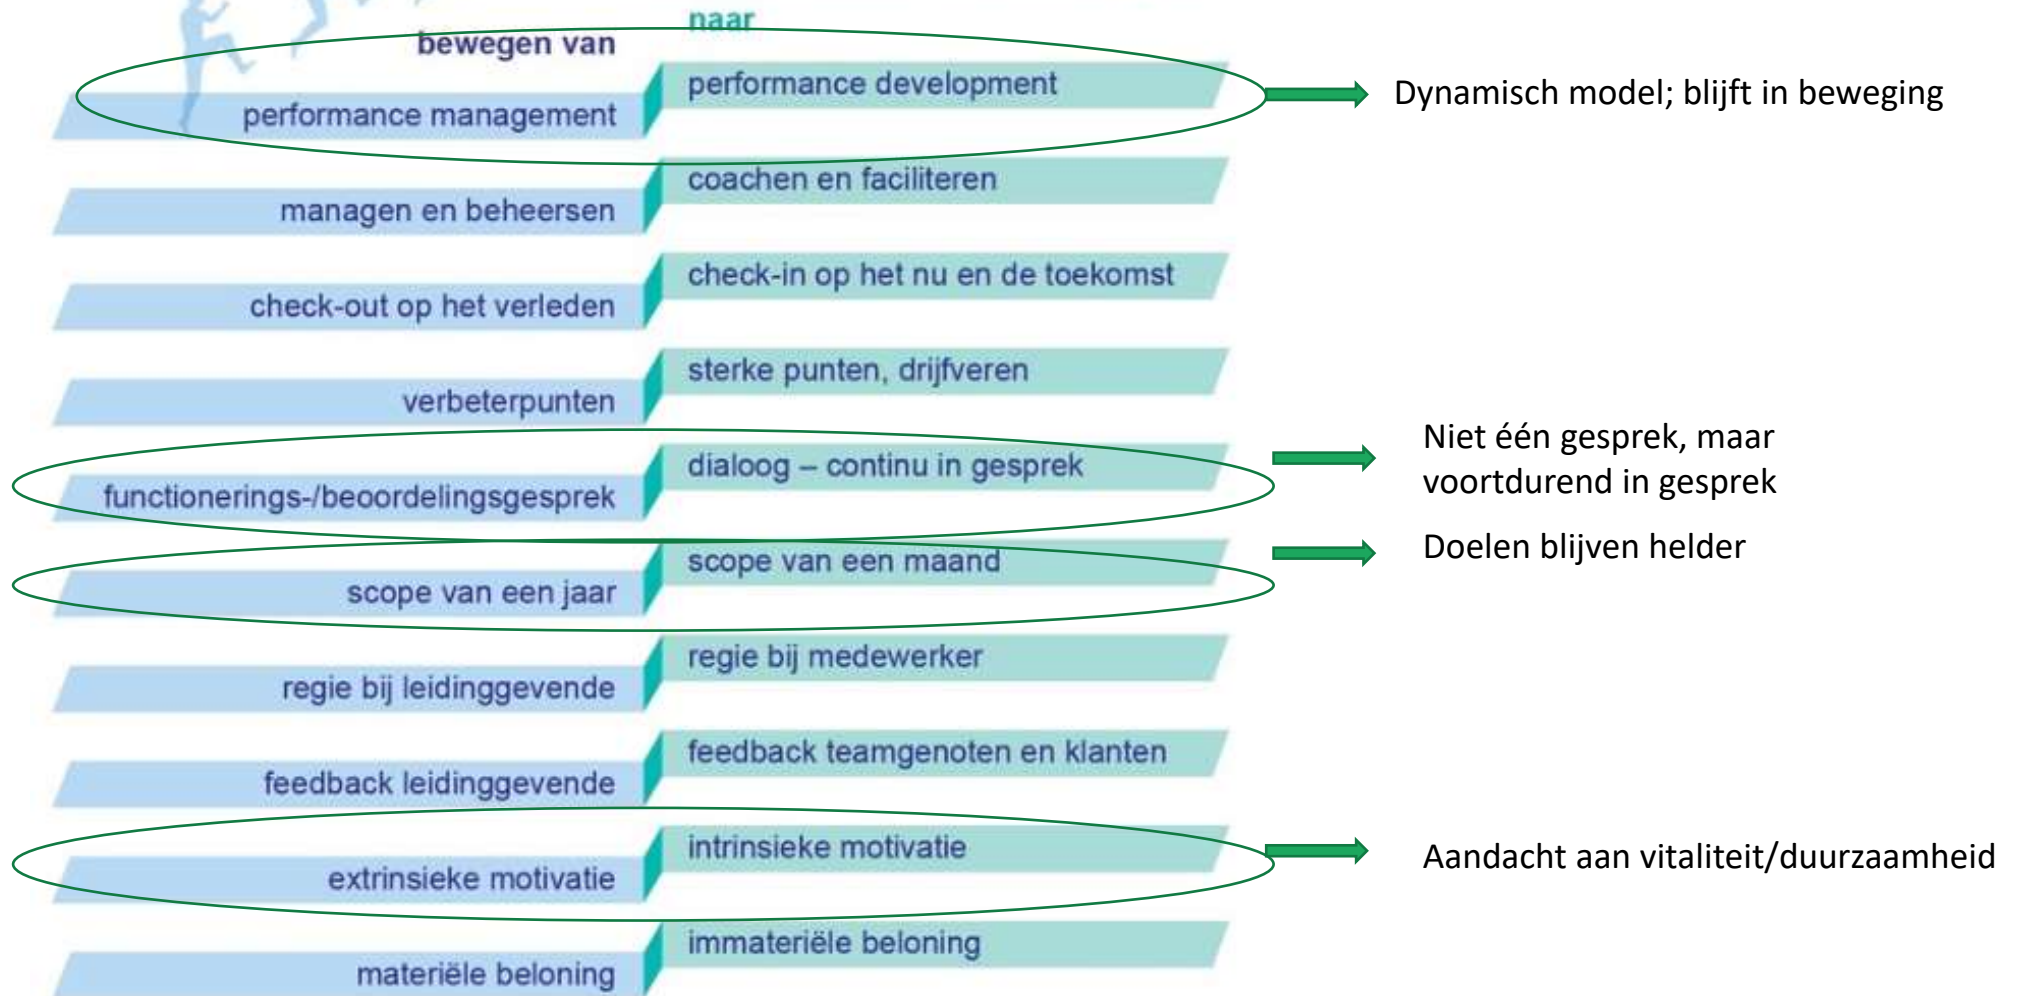 bewegen van
naar
performance management
performance development
Dynamisch model; blijft in beweging
managen en beheersen
coachen en faciliteren
check-out op het verleden
check-in op het nu en de toekomst
verbeterpunten
sterke punten, drijfveren
functionerings-/beoordelingsgesprek
dialoog – continu in gesprek
Niet één gesprek, maar
voortdurend in gesprek
scope van een jaar
scope van een maand
Doelen blijven helder
regie bij leidinggevende
regie bij medewerker
feedback leidinggevende
feedback teamgenoten en klanten
extrinsieke motivatie
intrinsieke motivatie
Aandacht aan vitaliteit/duurzaamheid
materiële beloning
immateriële beloning